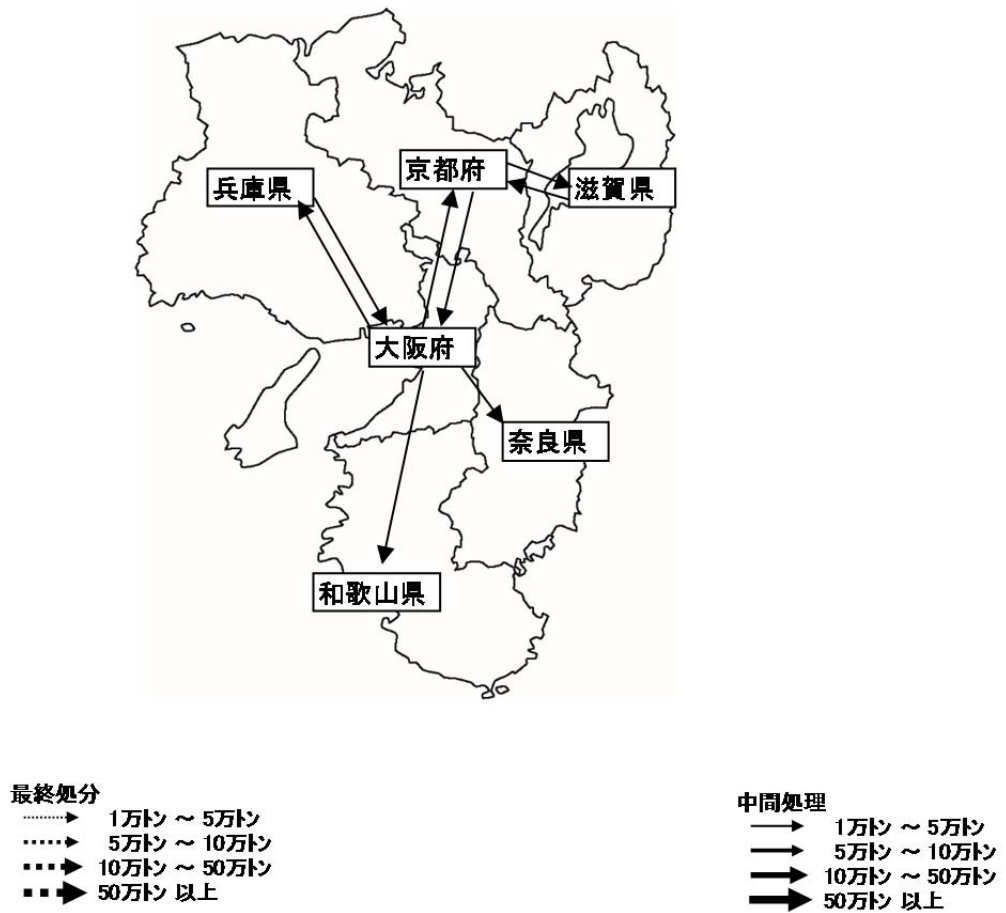 京都府
兵庫県
滋賀県
大阪府
奈良県
和歌山県
最終処分
1万トン ～ 5万トン
5万トン ～ 10万トン
10万トン ～ 50万トン
50万トン 以上
中間処理
1万トン ～ 5万トン
5万トン ～ 10万トン
10万トン ～ 50万トン
50万トン 以上